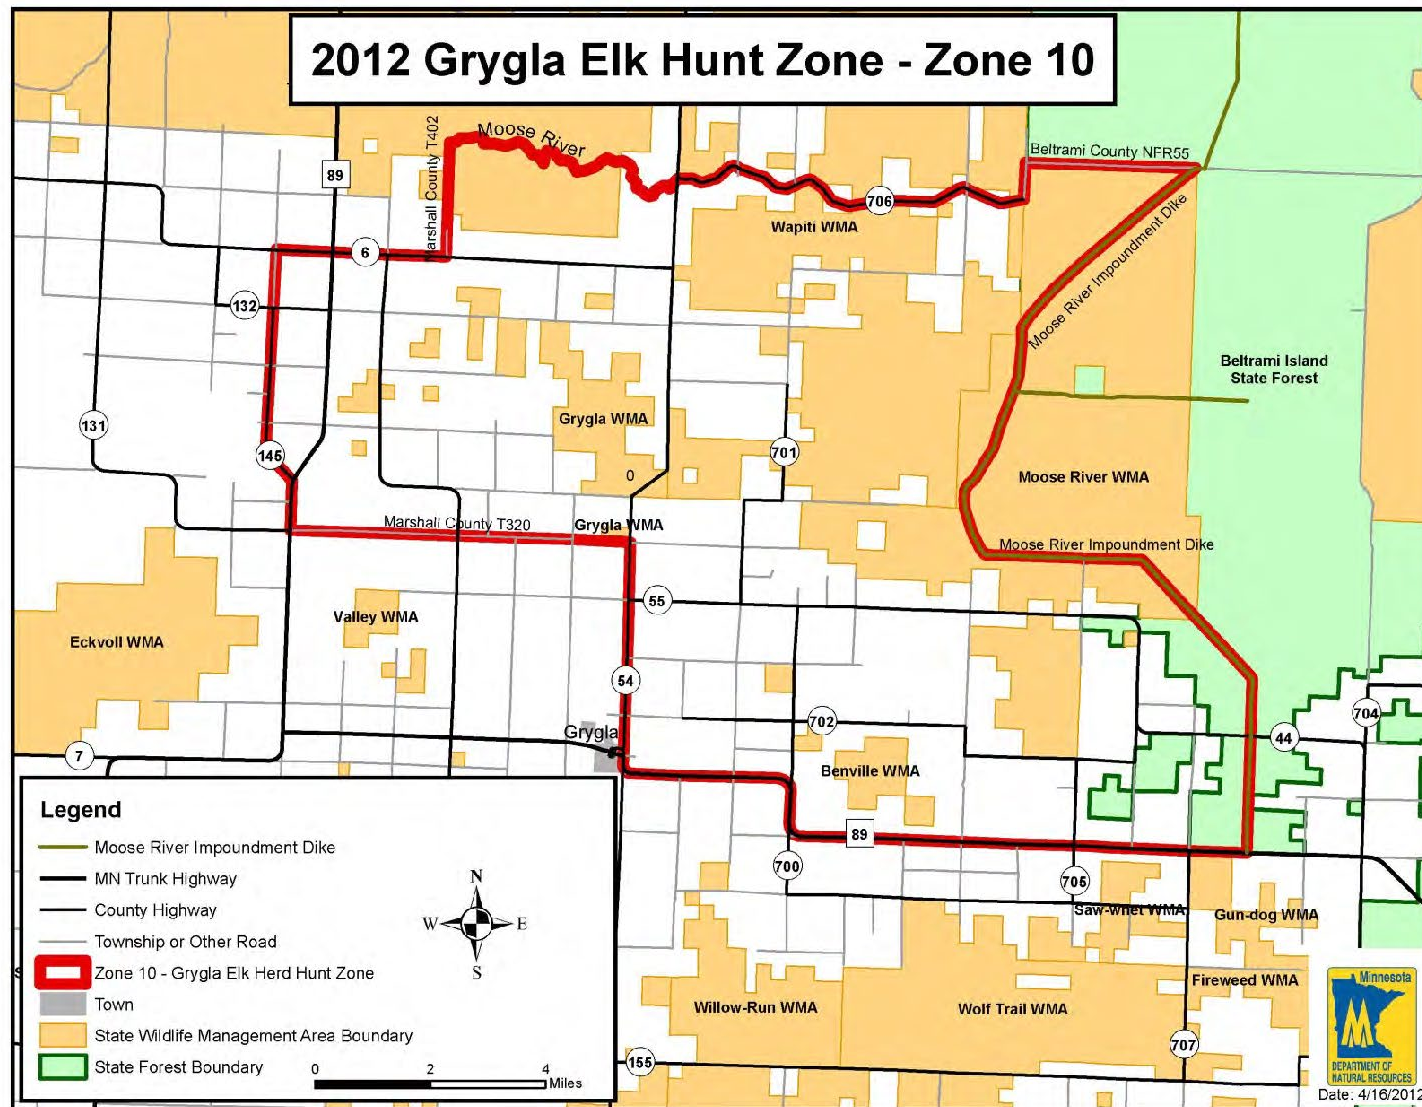 2012 Grygla Elk Hunt Zone - Zone 10
Marshall County T402
Moose River
Beltrami County NFR55
89
706
Wapiti WMA
6
Moose River Impoundment Dike
132
Beltrami Island
State Forest
131
Grygla WMA
145
701
0
Moose River WMA
Marshall County T320
Grygla WMA
Moose River Impoundment Dike
55
Valley WMA
Eckvoll WMA
54
702
704
Grygla
44
7
Benville WMA
89
700
705
Saw-whet WMA
Gun-dog WMA
Fireweed WMA
Willow-Run WMA
Wolf Trail WMA
707
155
Legend
Moose River Impoundment Dike
MN Trunk Highway
County Highway
Township or Other Road
Zone 10 - Grygla Elk Herd Hunt Zone
Town
State Wildlife Management Area Boundary
State Forest Boundary
N
W E
S
0 2 4
Miles
Minnesota
DEPARTMENT OF
NATURAL RESOURCES
Date: 4/16/2012